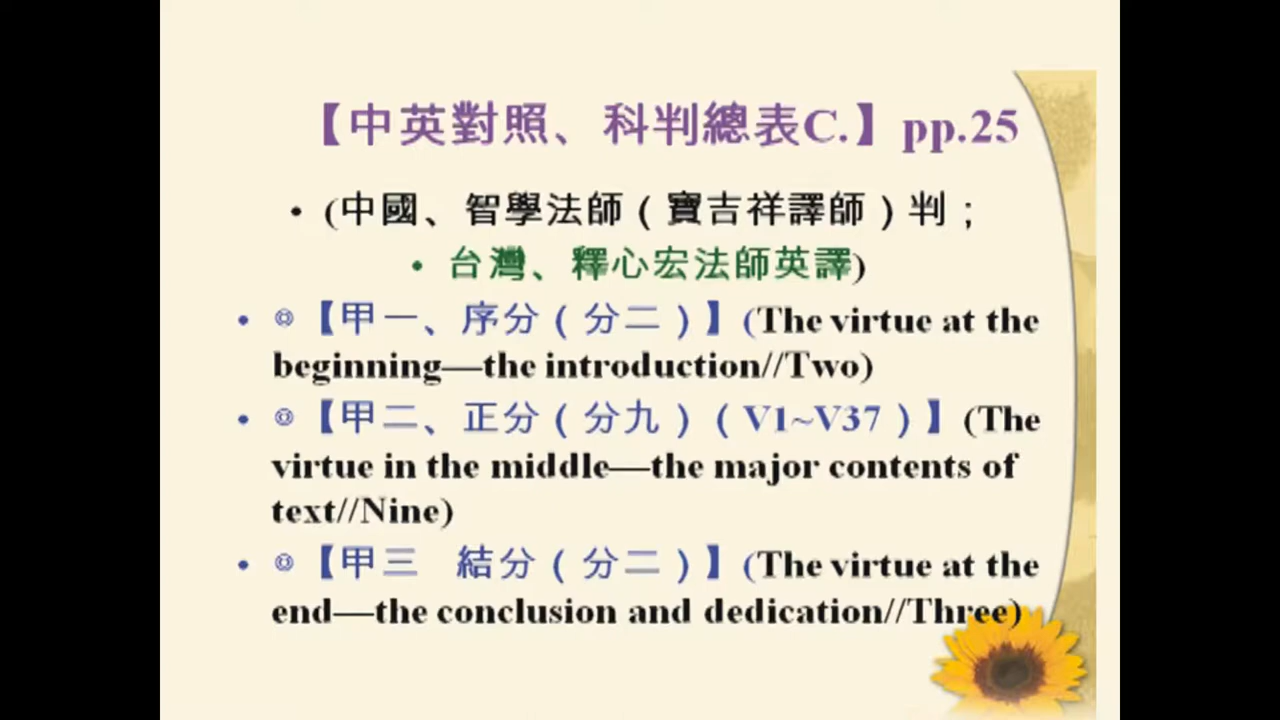 【中英對照、科判總表C.】pp.25
• (中國、智學法師（寶吉祥譯師）判；
• 台灣、釋心宏法師英譯)
• ◎【甲一、序分（分二）】(The virtue at the
beginning—the introduction//Two)
• ◎【甲二、正分（分九）（V1~V37）】(The
virtue in the middle—the major contents of
text//Nine)
• ◎【甲三　結分（分二）】(The virtue at the
end—the conclusion and dedication//Three)